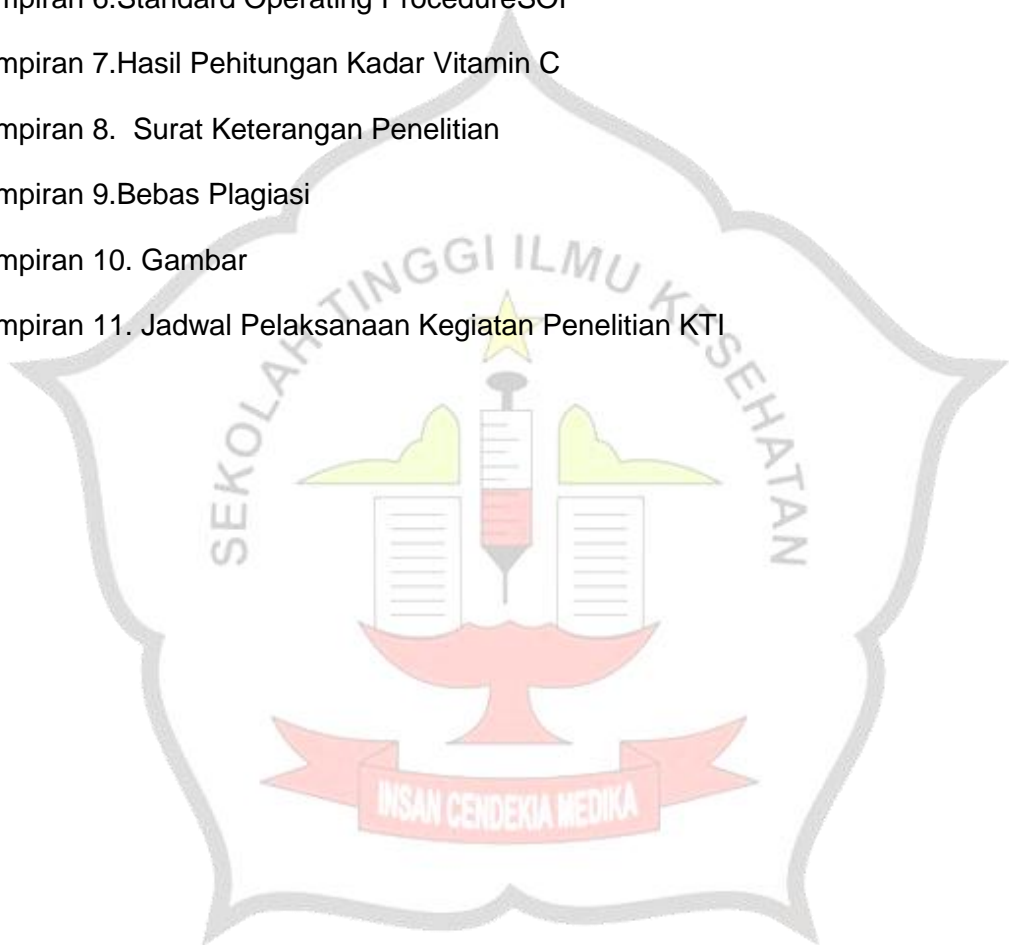 mpiran 6.Standard Operating ProcedureSOP
mpiran 7.Hasil Pehitungan Kadar Vitamin C
mpiran 8.  Surat Keterangan Penelitian
mpiran 9.Bebas Plagiasi
mpiran 10. Gambar
mpiran 11. Jadwal Pelaksanaan Kegiatan Penelitian KTI
SEKOLAH TINGGI ILMU KESEHATAN
INSAN CENDEKIA MEDIKA